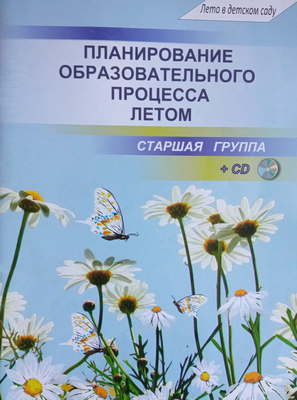 Лето в детском саду
ПЛАНИРОВАНИЕ
ОБРАЗОВАТЕЛЬНОГО
ПРОЦЕССА
ЛЕТОМ
СТАРШАЯ ГРУППА
+ CD